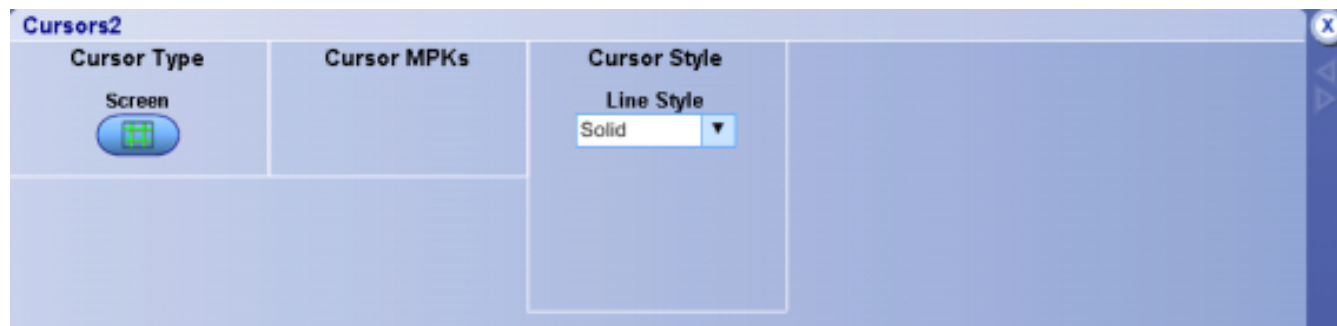 Cursors2
Cursor Type
Cursor MPKs
Cursor Style
Screen
Line Style
Solid
X